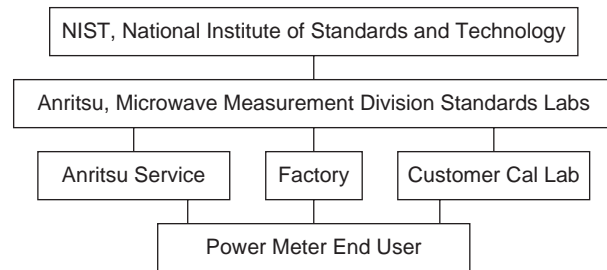 NIST, National Institute of Standards and Technology
Anritsu, Microwave Measurement Division Standards Labs
Anritsu Service
Factory
Customer Cal Lab
Power Meter End User